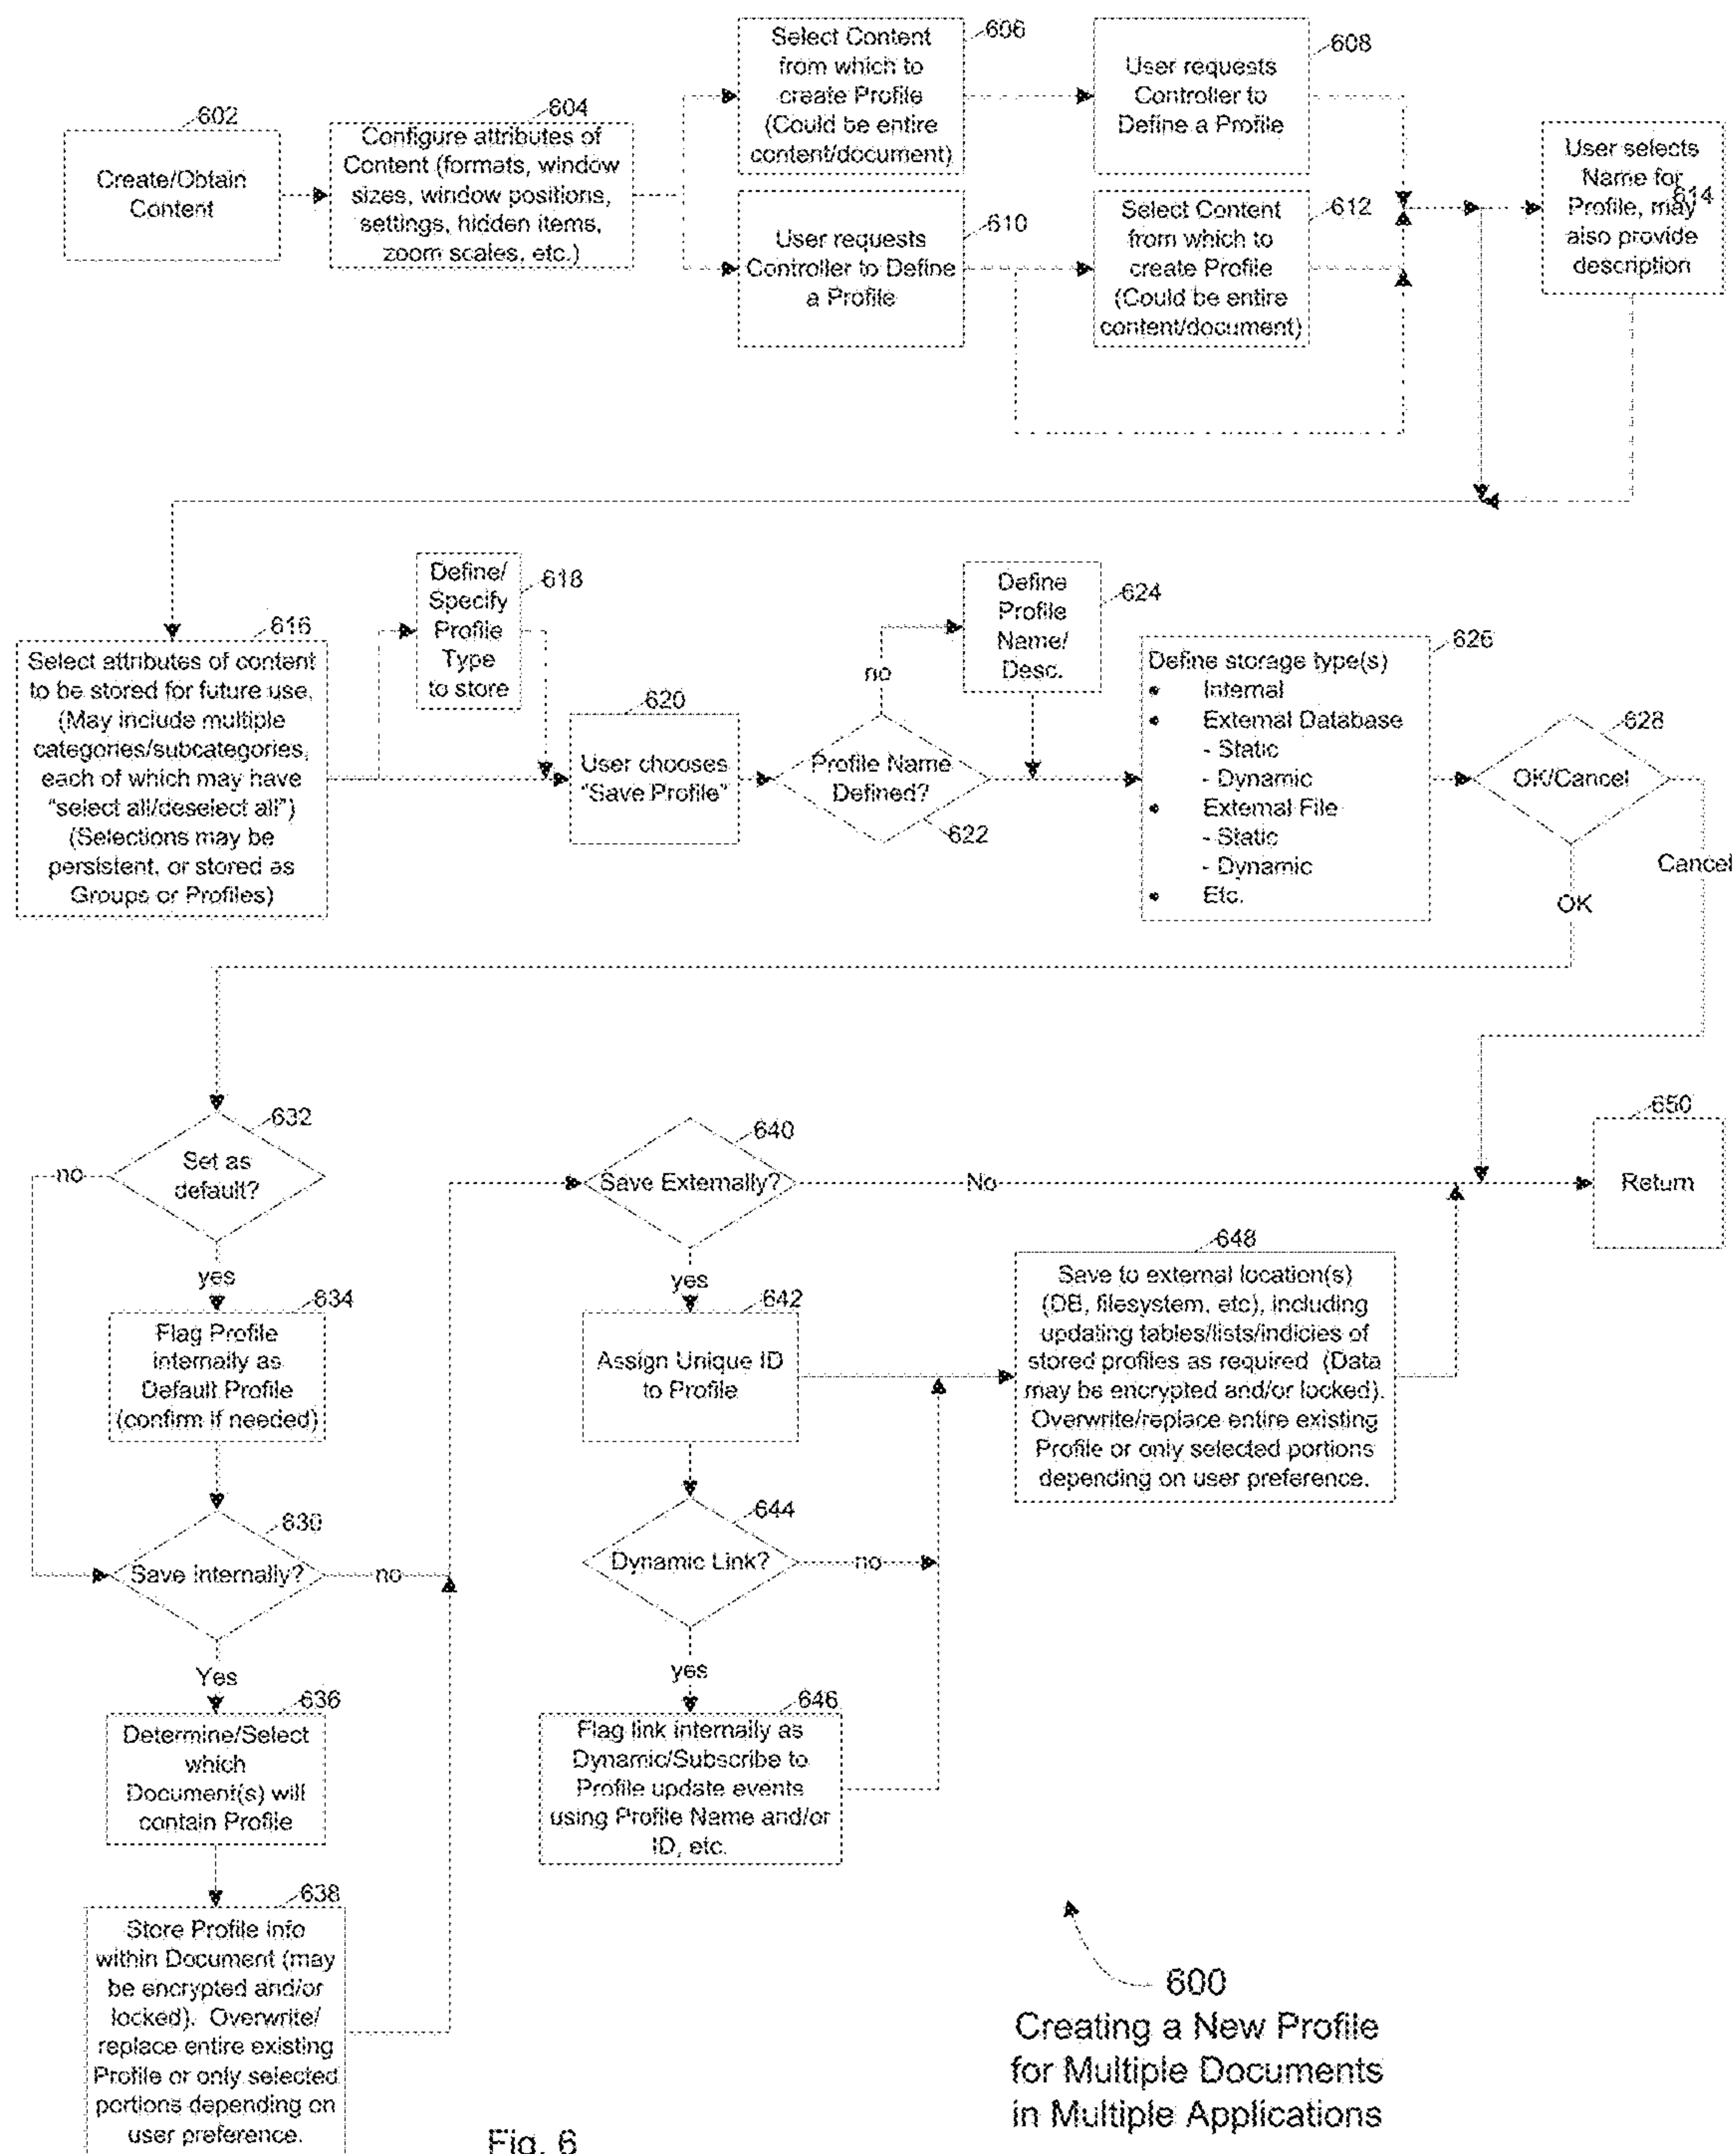 602
Create/Obtain
Content
604
Configure attributes of
Content (formats, window
sizes, window positions,
settings, hidden items,
zoom scales, etc.)
606
Select Content
from which to
create Profile
(Could be entire
content/document)
608
User requests
Controller to
Define a Profile
610
User requests
Controller to Define
a Profile
612
Select Content
from which to
create Profile
(Could be entire
content/document)
614
User selects
Name for
Profile, may
also provide
description
616
Select attributes of content
to be stored for future use.
(May include multiple
categories/subcategories,
each of which may have
"select all/deselect all")
(Selections may be
persistent, or stored as
Groups or Profiles)
618
Define/
Specify
Profile
Type
to store
620
User chooses
"Save Profile"
Profile Name
Defined?
622
no
624
Define
Profile
Name/
Desc.
626
Define storage type(s)
• Internal
• External Database
- Static
- Dynamic
• External File
- Static
- Dynamic
• Etc.
628
OK/Cancel
Cancel
OK
632
Set as
default?
no
yes
634
Flag Profile
internally as
Default Profile
(confirm if needed)
630
Save internally?
no
Yes
636
Determine/Select
which
Document(s) will
contain Profile
638
Store Profile info
within Document (may
be encrypted and/or
locked). Overwrite/
replace entire existing
Profile or only selected
portions depending on
user preference.
640
Save Externally?
No
yes
642
Assign Unique ID
to Profile
644
Dynamic Link?
no
yes
646
Flag link internally as
Dynamic/Subscribe to
Profile update events
using Profile Name and/or
ID, etc.
648
Save to external location(s)
(DB, filesystem, etc), including
updating tables/lists/indicies of
stored profiles as required (Data
may be encrypted and/or locked).
Overwrite/replace entire existing
Profile or only selected portions
depending on user preference.
650
Return
600
Creating a New Profile
for Multiple Documents
in Multiple Applications
Fig. 6